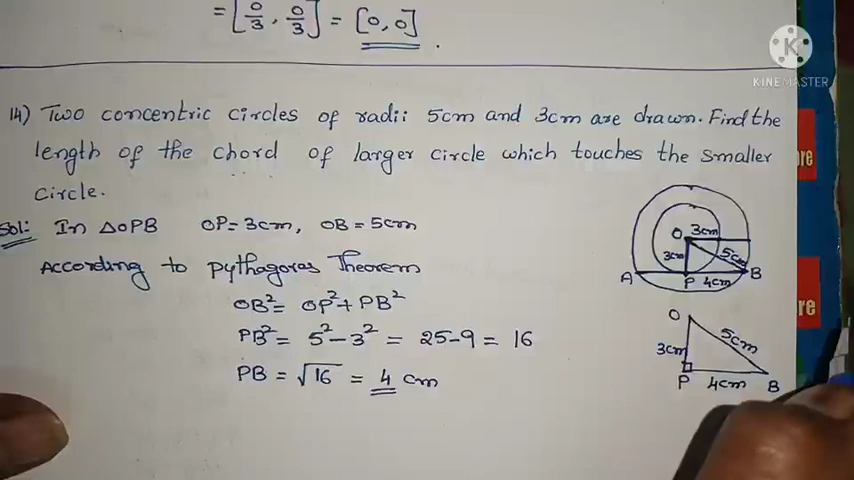 = [0/3, 0/3] = [0,0].
K
KINEMASTER
14) Two concentric circles of radii 5cm and 3cm are drawn. Find the
length of the chord of larger circle which touches the smaller
circle.
Sol: In △OPB OP=3cm, OB=5cm
According to pythagoras Theorem
OB²= OP²+PB²
PB²= 5²-3² = 25-9 = 16
PB = √16 = 4 cm
O 3cm
3cm 5cm
A P 4cm B
O
3cm 5cm
P 4cm B
re
re